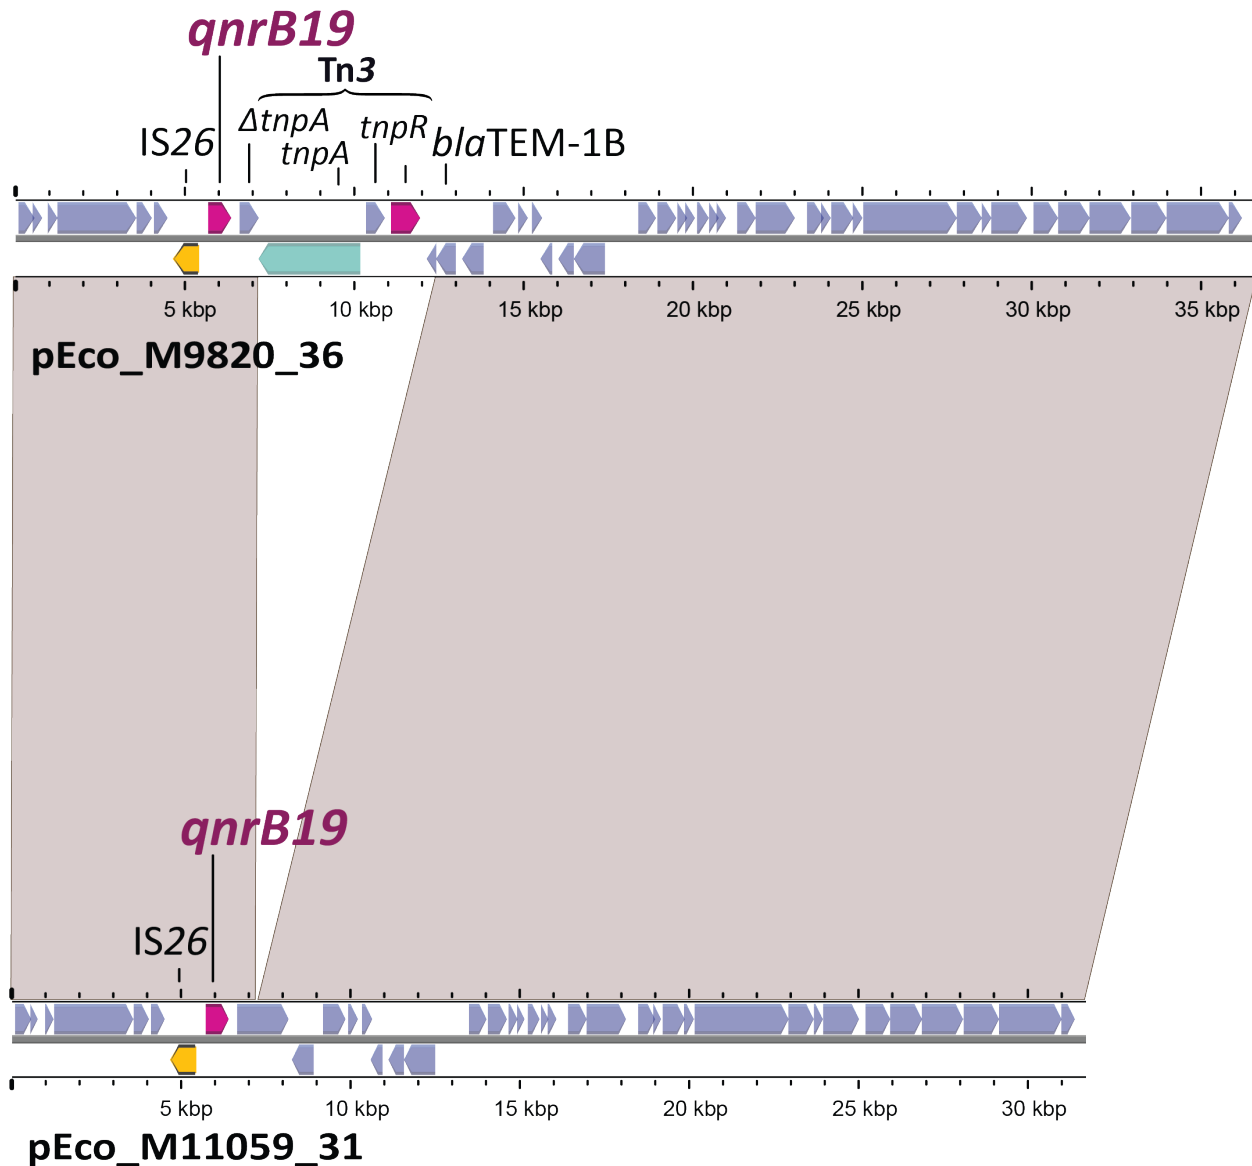 qnrB19
Tn3
ΔtnpA
tnpR
IS26
tnpA
blaTEM-1B
5 kbp
10 kbp
15 kbp
20 kbp
25 kbp
30 kbp
35 kbp
pEco_M9820_36
qnrB19
IS26
5 kbp
10 kbp
15 kbp
20 kbp
25 kbp
30 kbp
pEco_M11059_31